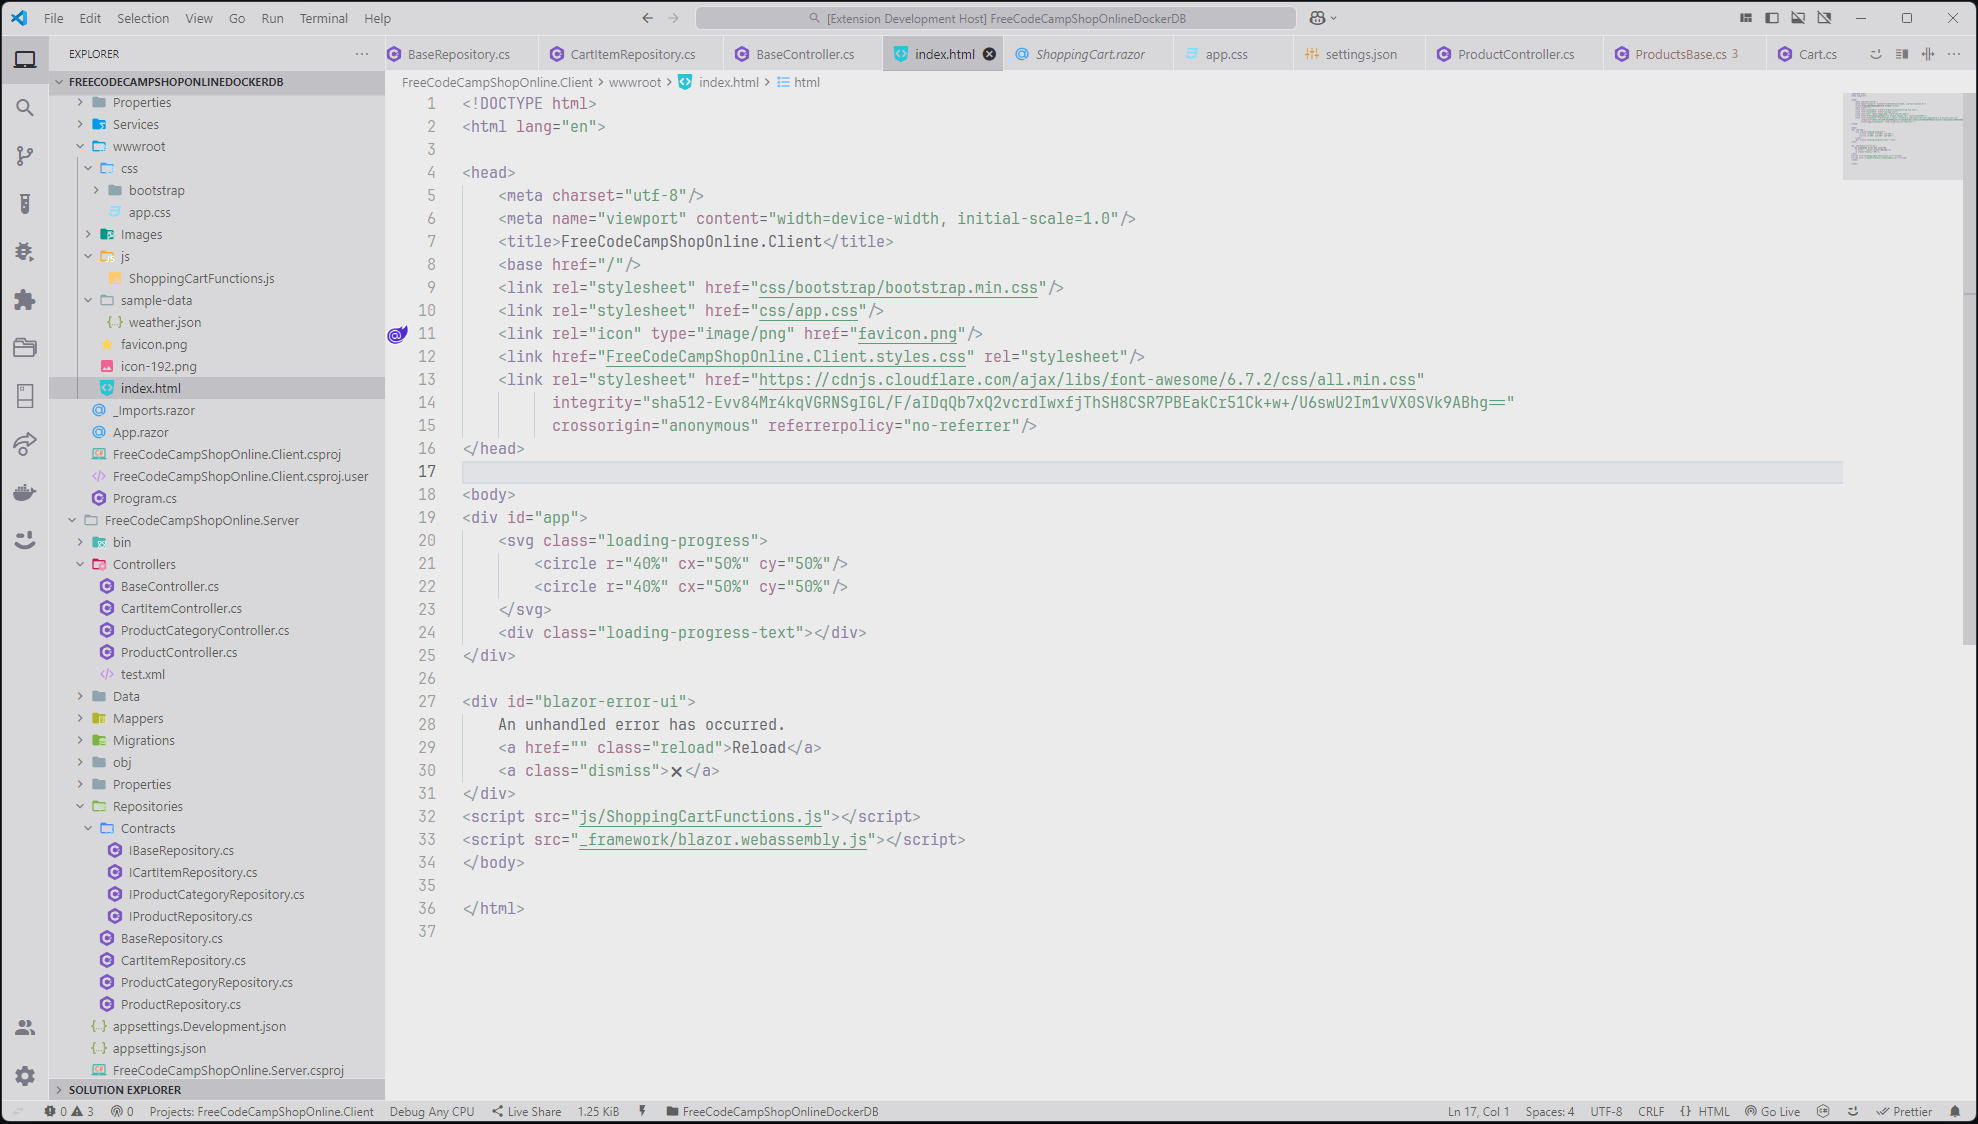 File Edit Selection View Go Run Terminal Help
[Extension Development Host] FreeCodeCampShopOnlineDockerDB
EXPLORER
BaseRepository.cs
CartItemRepository.cs
BaseController.cs
index.html
ShoppingCart.razor
app.css
settings.json
ProductController.cs
ProductsBase.cs 3
Cart.cs
FREECODECAMPSHOPONLINEDOCKERDB
Properties
Services
wwwroot
css
bootstrap
app.css
Images
js
ShoppingCartFunctions.js
sample-data
weather.json
favicon.png
icon-192.png
index.html
_Imports.razor
App.razor
FreeCodeCampShopOnline.Client.csproj
FreeCodeCampShopOnline.Client.csproj.user
Program.cs
FreeCodeCampShopOnline.Server
bin
Controllers
BaseController.cs
CartItemController.cs
ProductCategoryController.cs
ProductController.cs
test.xml
Data
Mappers
Migrations
obj
Properties
Repositories
Contracts
IBaseRepository.cs
ICartItemRepository.cs
IProductCategoryRepository.cs
IProductRepository.cs
BaseRepository.cs
CartItemRepository.cs
ProductCategoryRepository.cs
ProductRepository.cs
appsettings.Development.json
appsettings.json
FreeCodeCampShopOnline.Server.csproj
SOLUTION EXPLORER
FreeCodeCampShopOnline.Client > wwwroot > index.html > html
1 <!DOCTYPE html>
2 <html lang="en">
3
4 <head>
5 <meta charset="utf-8"/>
6 <meta name="viewport" content="width=device-width, initial-scale=1.0"/>
7 <title>FreeCodeCampShopOnline.Client</title>
8 <base href="/"/>
9 <link rel="stylesheet" href="css/bootstrap/bootstrap.min.css"/>
10 <link rel="stylesheet" href="css/app.css"/>
11 <link rel="icon" type="image/png" href="favicon.png"/>
12 <link href="FreeCodeCampShopOnline.Client.styles.css" rel="stylesheet"/>
13 <link rel="stylesheet" href="https://cdnjs.cloudflare.com/ajax/libs/font-awesome/6.7.2/css/all.min.css"
14 integrity="sha512-Evv84Mr4kqVGRNSgIGL/F/aIDqQb7xQ2vcrdIwxfjThSH8CSR7PBEakCr51Ck+w+/U6swU2Im1vVX0SVk9ABhg=="
15 crossorigin="anonymous" referrerpolicy="no-referrer"/>
16 </head>
17
18 <body>
19 <div id="app">
20 <svg class="loading-progress">
21 <circle r="40%" cx="50%" cy="50%"/>
22 <circle r="40%" cx="50%" cy="50%"/>
23 </svg>
24 <div class="loading-progress-text"></div>
25 </div>
26
27 <div id="blazor-error-ui">
28 An unhandled error has occurred.
29 <a href="" class="reload">Reload</a>
30 <a class="dismiss">🗙</a>
31 </div>
32 <script src="js/ShoppingCartFunctions.js"></script>
33 <script src="_framework/blazor.webassembly.js"></script>
34 </body>
35
36 </html>
37
0 3 0 Projects: FreeCodeCampShopOnline.Client Debug Any CPU Live Share 1.25 KiB FreeCodeCampShopOnlineDockerDB Ln 17, Col 1 Spaces: 4 UTF-8 CRLF {} HTML Go Live Prettier